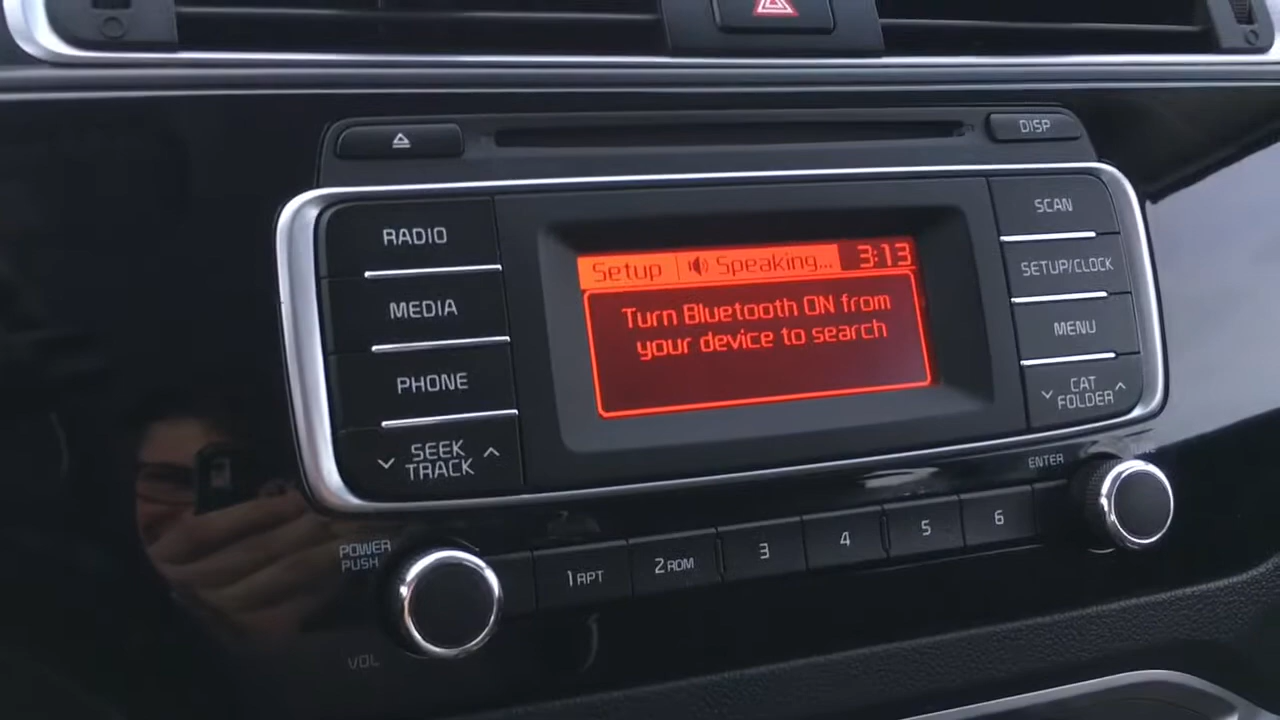 DISP
RADIO
MEDIA
PHONE
SEEK
TRACK
Setup
Speaking...
3:13
Turn Bluetooth ON from
your device to search
SCAN
SETUP/CLOCK
MENU
CAT
FOLDER
POWER
PUSH
VOL
1 RPT
2 RDM
3
4
5
6
ENTER